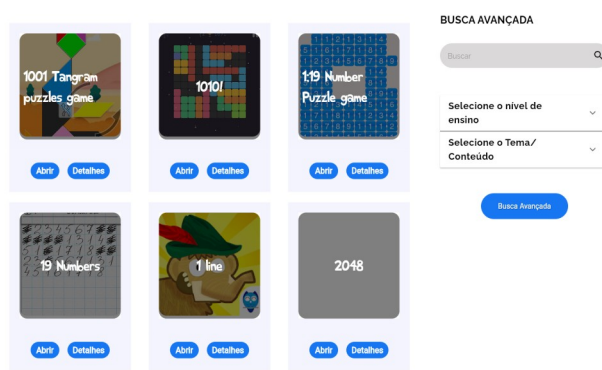 BUSCA AVANÇADA
Buscar
Selecione o nível de
ensino
Selecione o Tema/
Conteúdo
Busca Avançada
1001 Tangram
puzzles game
Abrir Detalhes
1010!
Abrir Detalhes
1:19 Number
Puzzle game
Abrir Detalhes
19 Numbers
Abrir Detalhes
1 line
Abrir Detalhes
2048
Abrir Detalhes